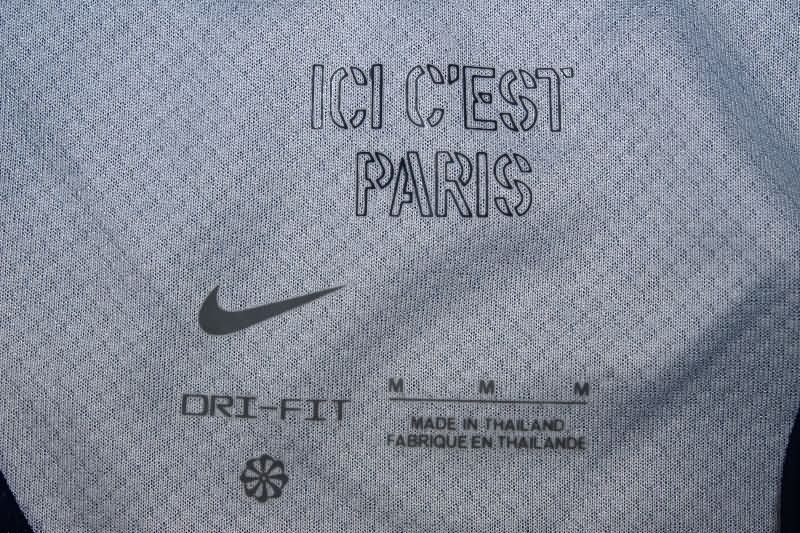 ICI C'EST
PARIS
DRI-FIT
M M M
MADE IN THAILAND
FABRIQUE EN THAILANDE